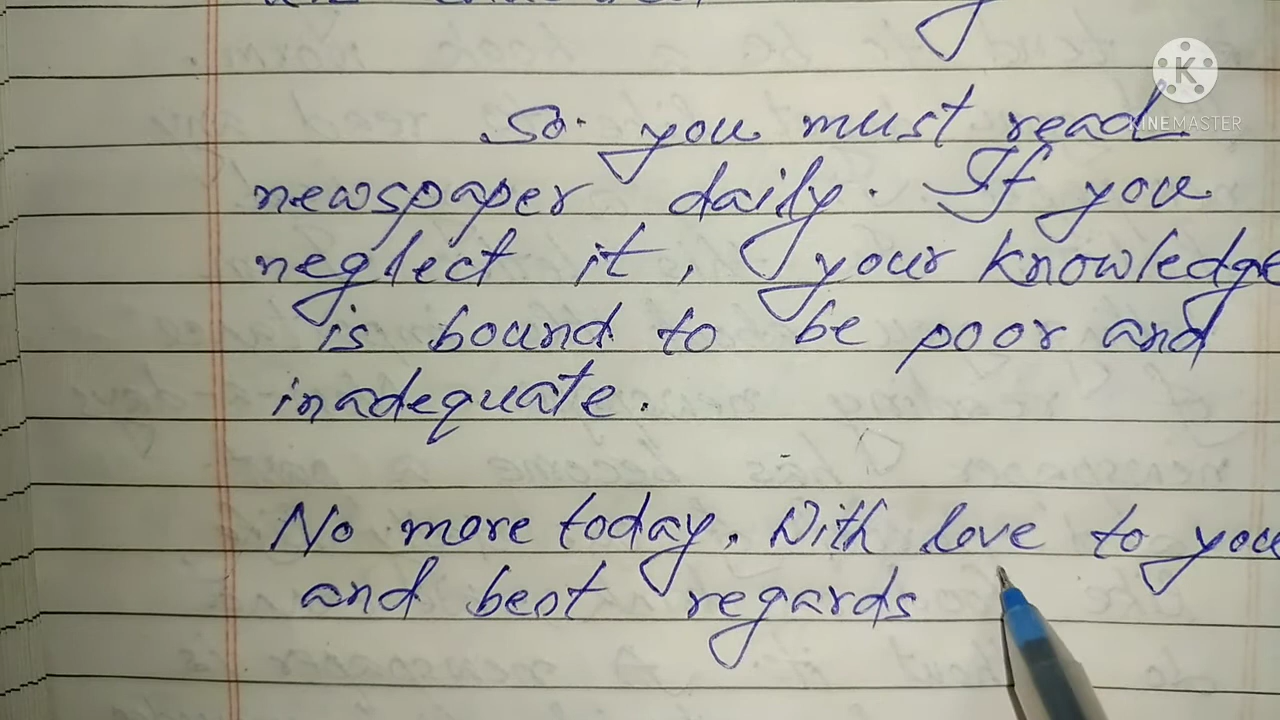 K
KINEMASTER
So. you must read
newspaper daily. If you
neglect it, your knowledge
is bound to be poor and
inadequate.
No more today. With love to you
and best regards